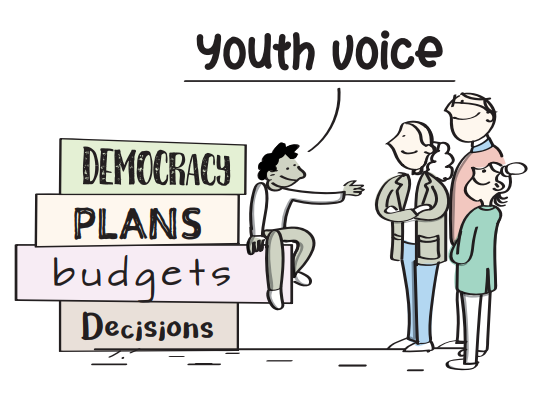 youth voice
DEMOCRACY
PLANS
budgets
Decisions